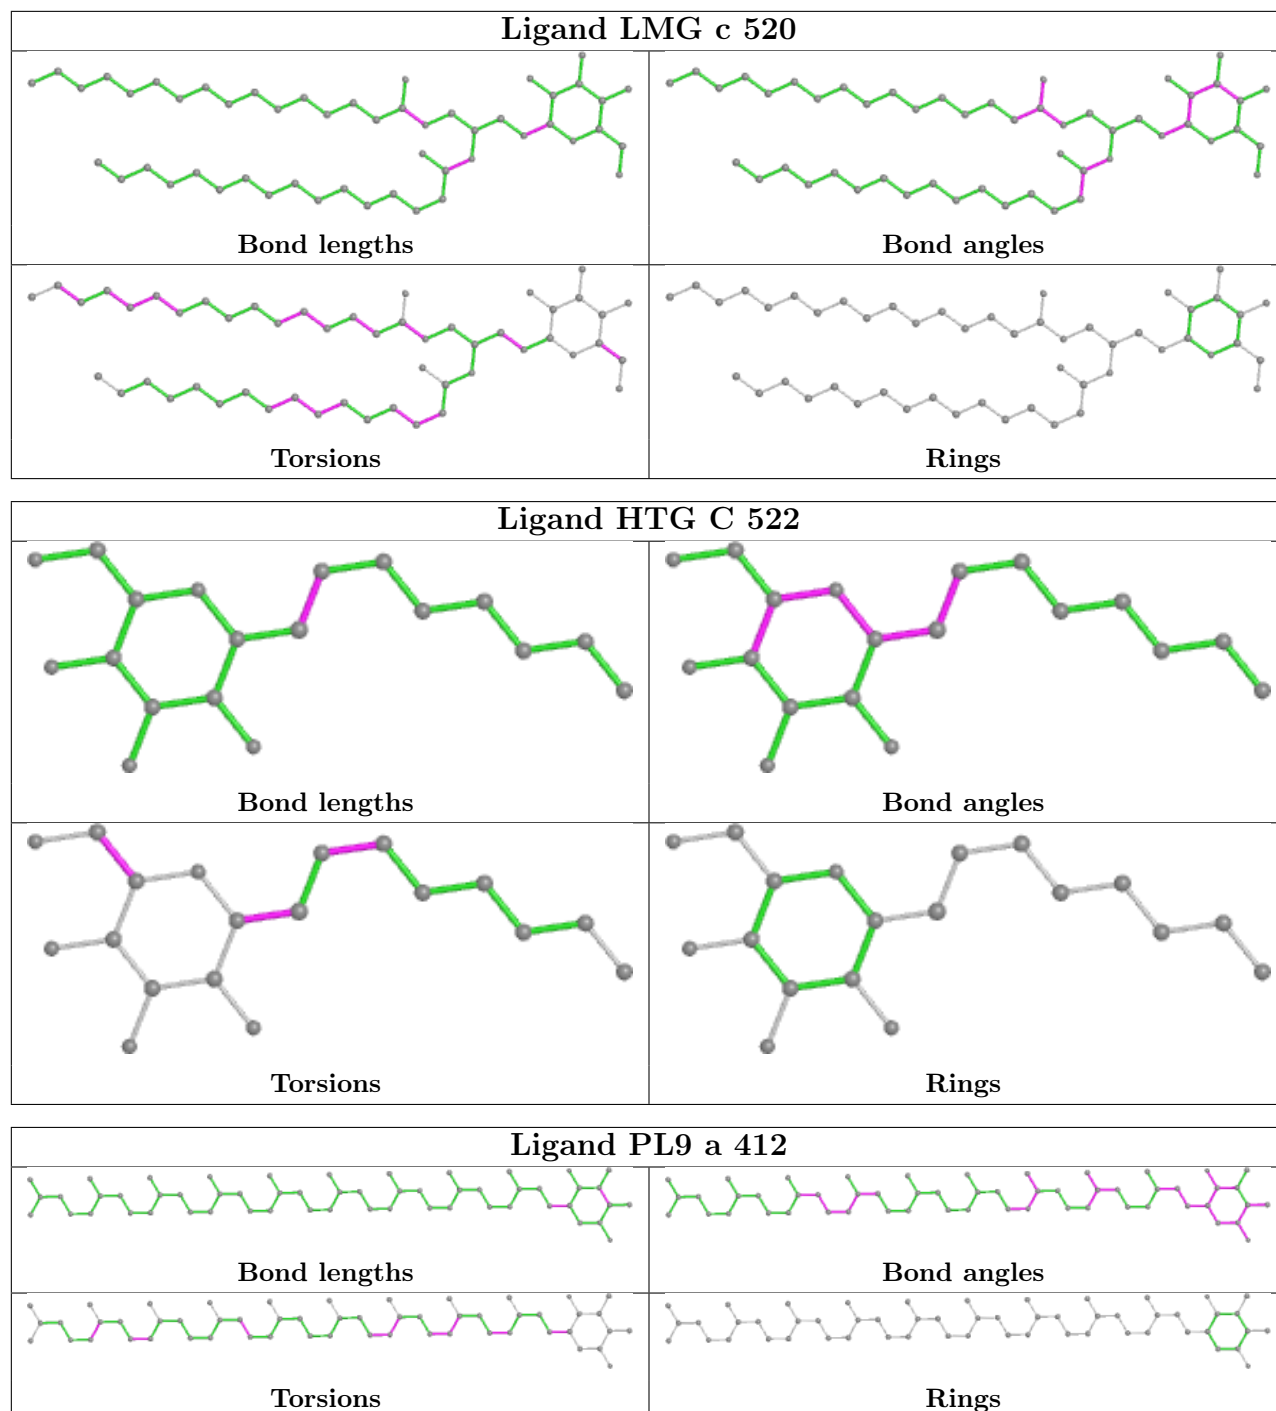 Ligand LMG c 520
Bond lengths
Bond angles
Torsions
Rings
Ligand HTG C 522
Bond lengths
Bond angles
Torsions
Rings
Ligand PL9 a 412
Bond lengths
Bond angles
Torsions
Rings